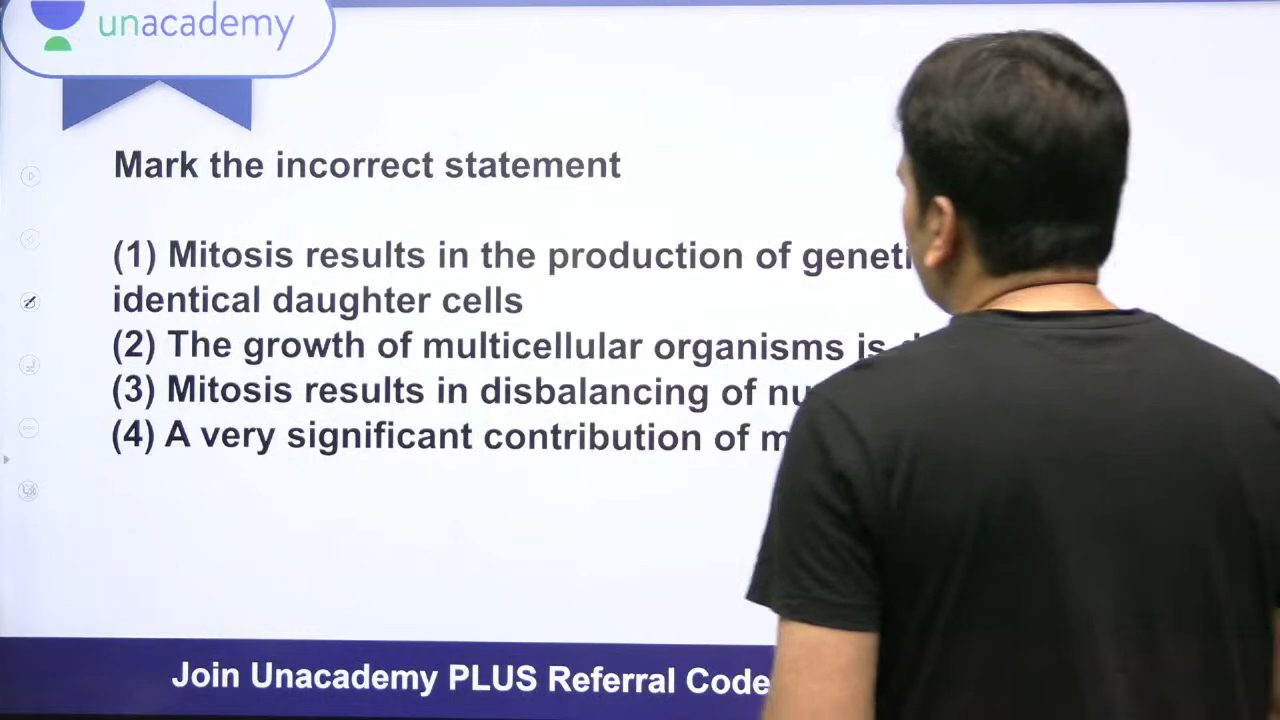 unacademy
Mark the incorrect statement
(1) Mitosis results in the production of
identical daughter cells
(2) The growth of multicellular organisms is
(3) Mitosis results in disbalancing of
(4) A very significant contribution of
Join Unacademy PLUS Referral Code